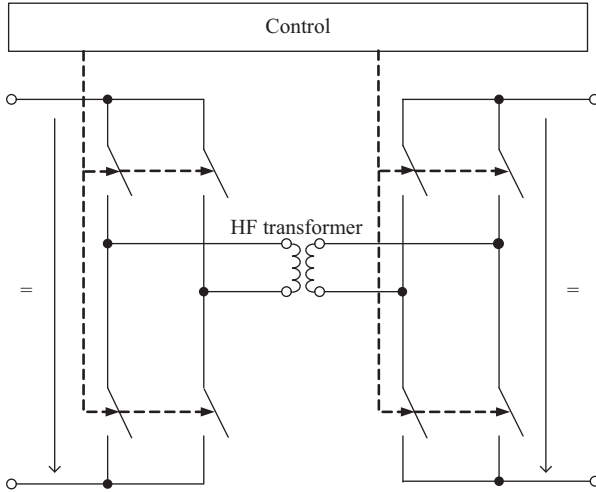 Control
HF transformer
=
=